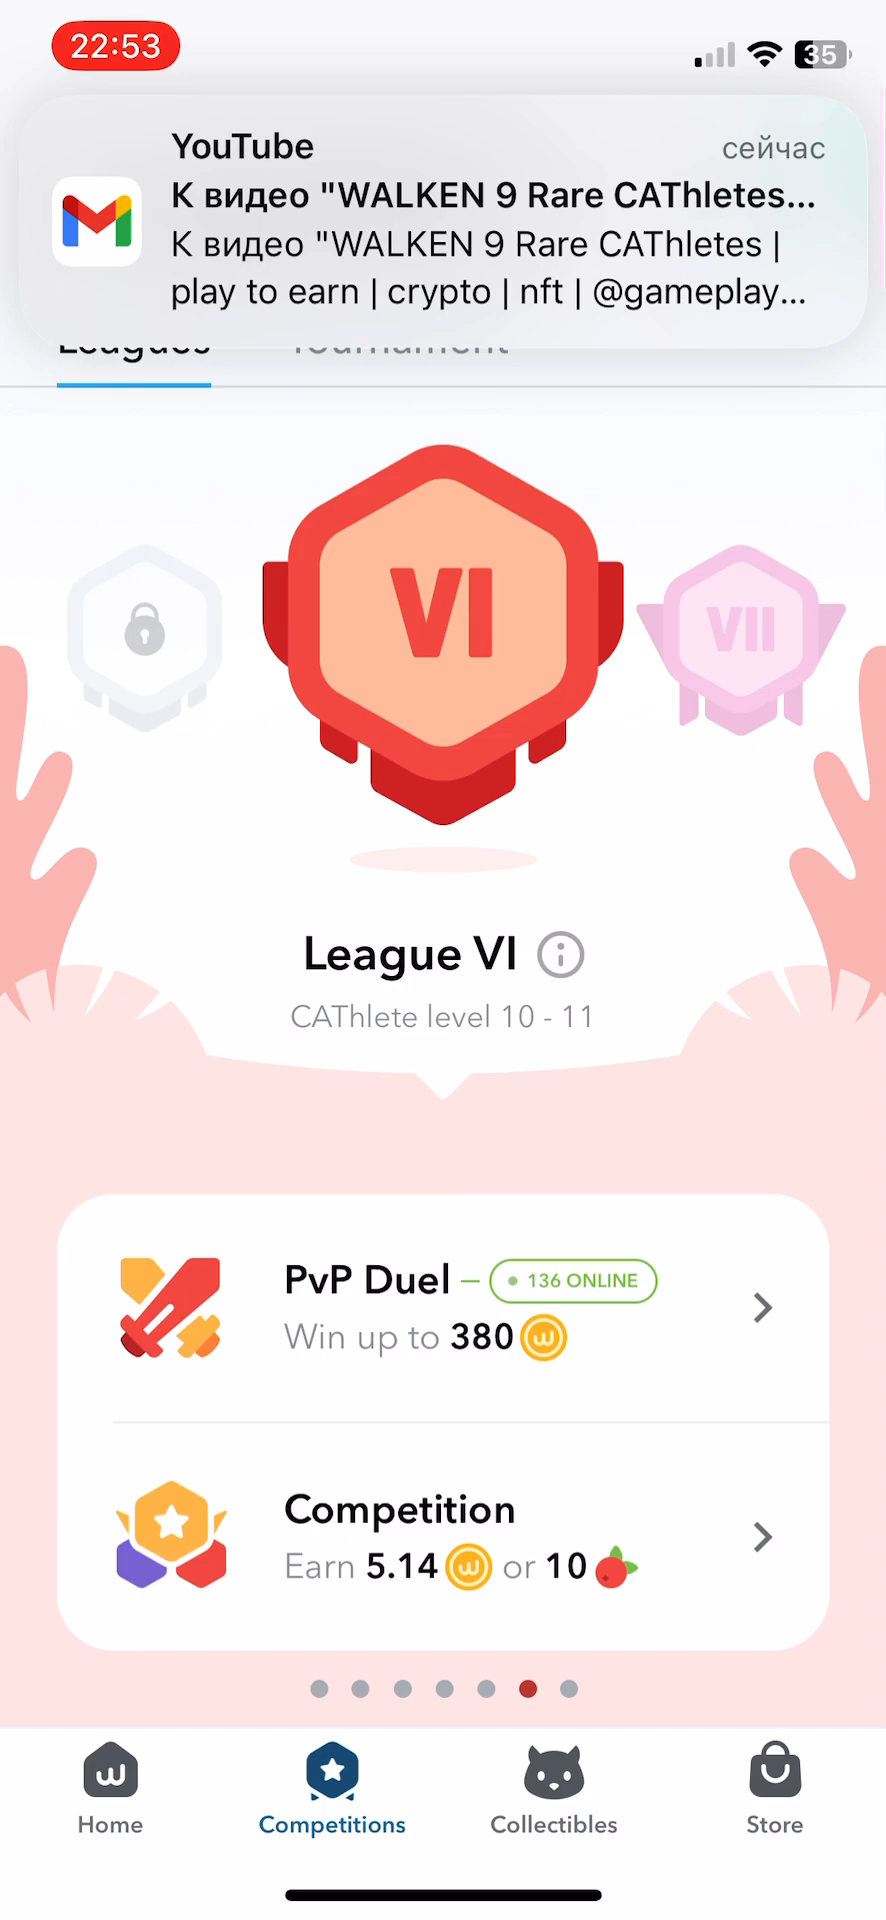 22:53
35
YouTube
сейчас
К видео "WALKEN 9 Rare CAThletes...
К видео "WALKEN 9 Rare CAThletes |
play to earn | crypto | nft | @gameplay...
Leagues
Tournament
VI
VII
League VI
CAThlete level 10 - 11
PvP Duel
136 ONLINE
Win up to 380
Competition
Earn 5.14 or 10
Home
Competitions
Collectibles
Store